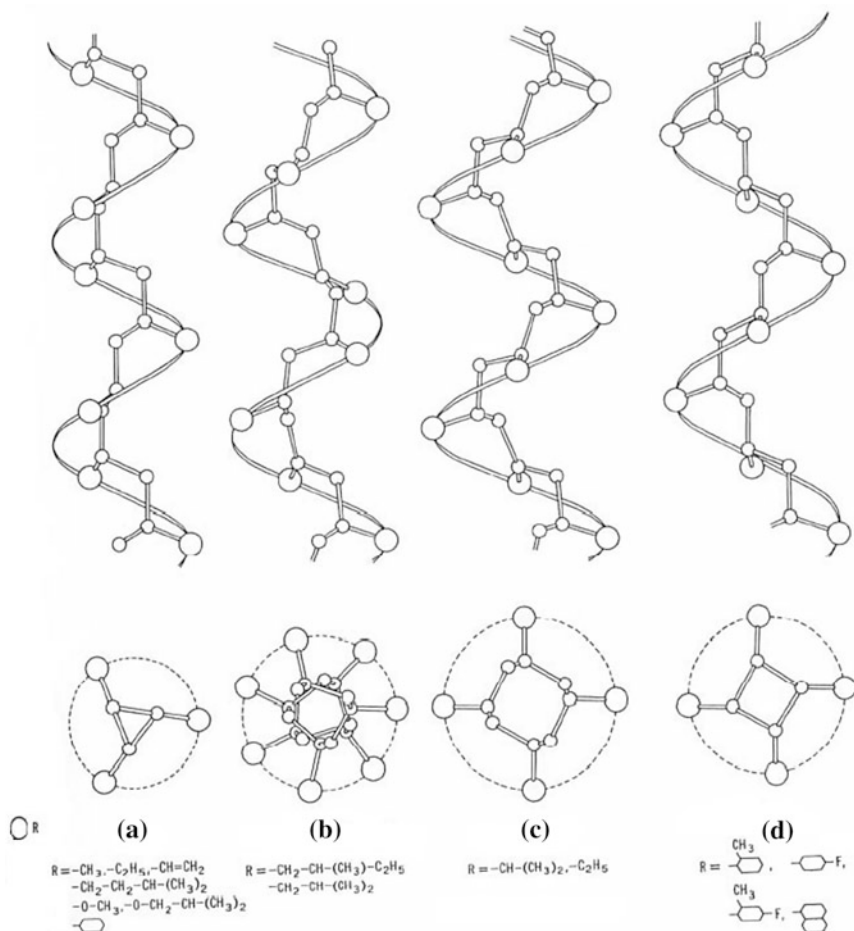 R
(a) (b) (c) (d)
R=-CH₃,-C₂H₅,-CH=CH₂
-CH₂-CH₂-CH-(CH₃)₂
-O-CH₃,-O-CH₂-CH-(CH₃)₂
R=-CH₂-CH-(CH₃)-C₂H₅
-CH₂-CH-(CH₃)₂
R=-CH-(CH₃)₂,-C₂H₅
CH₃
R= , -F,
CH₃
-F,